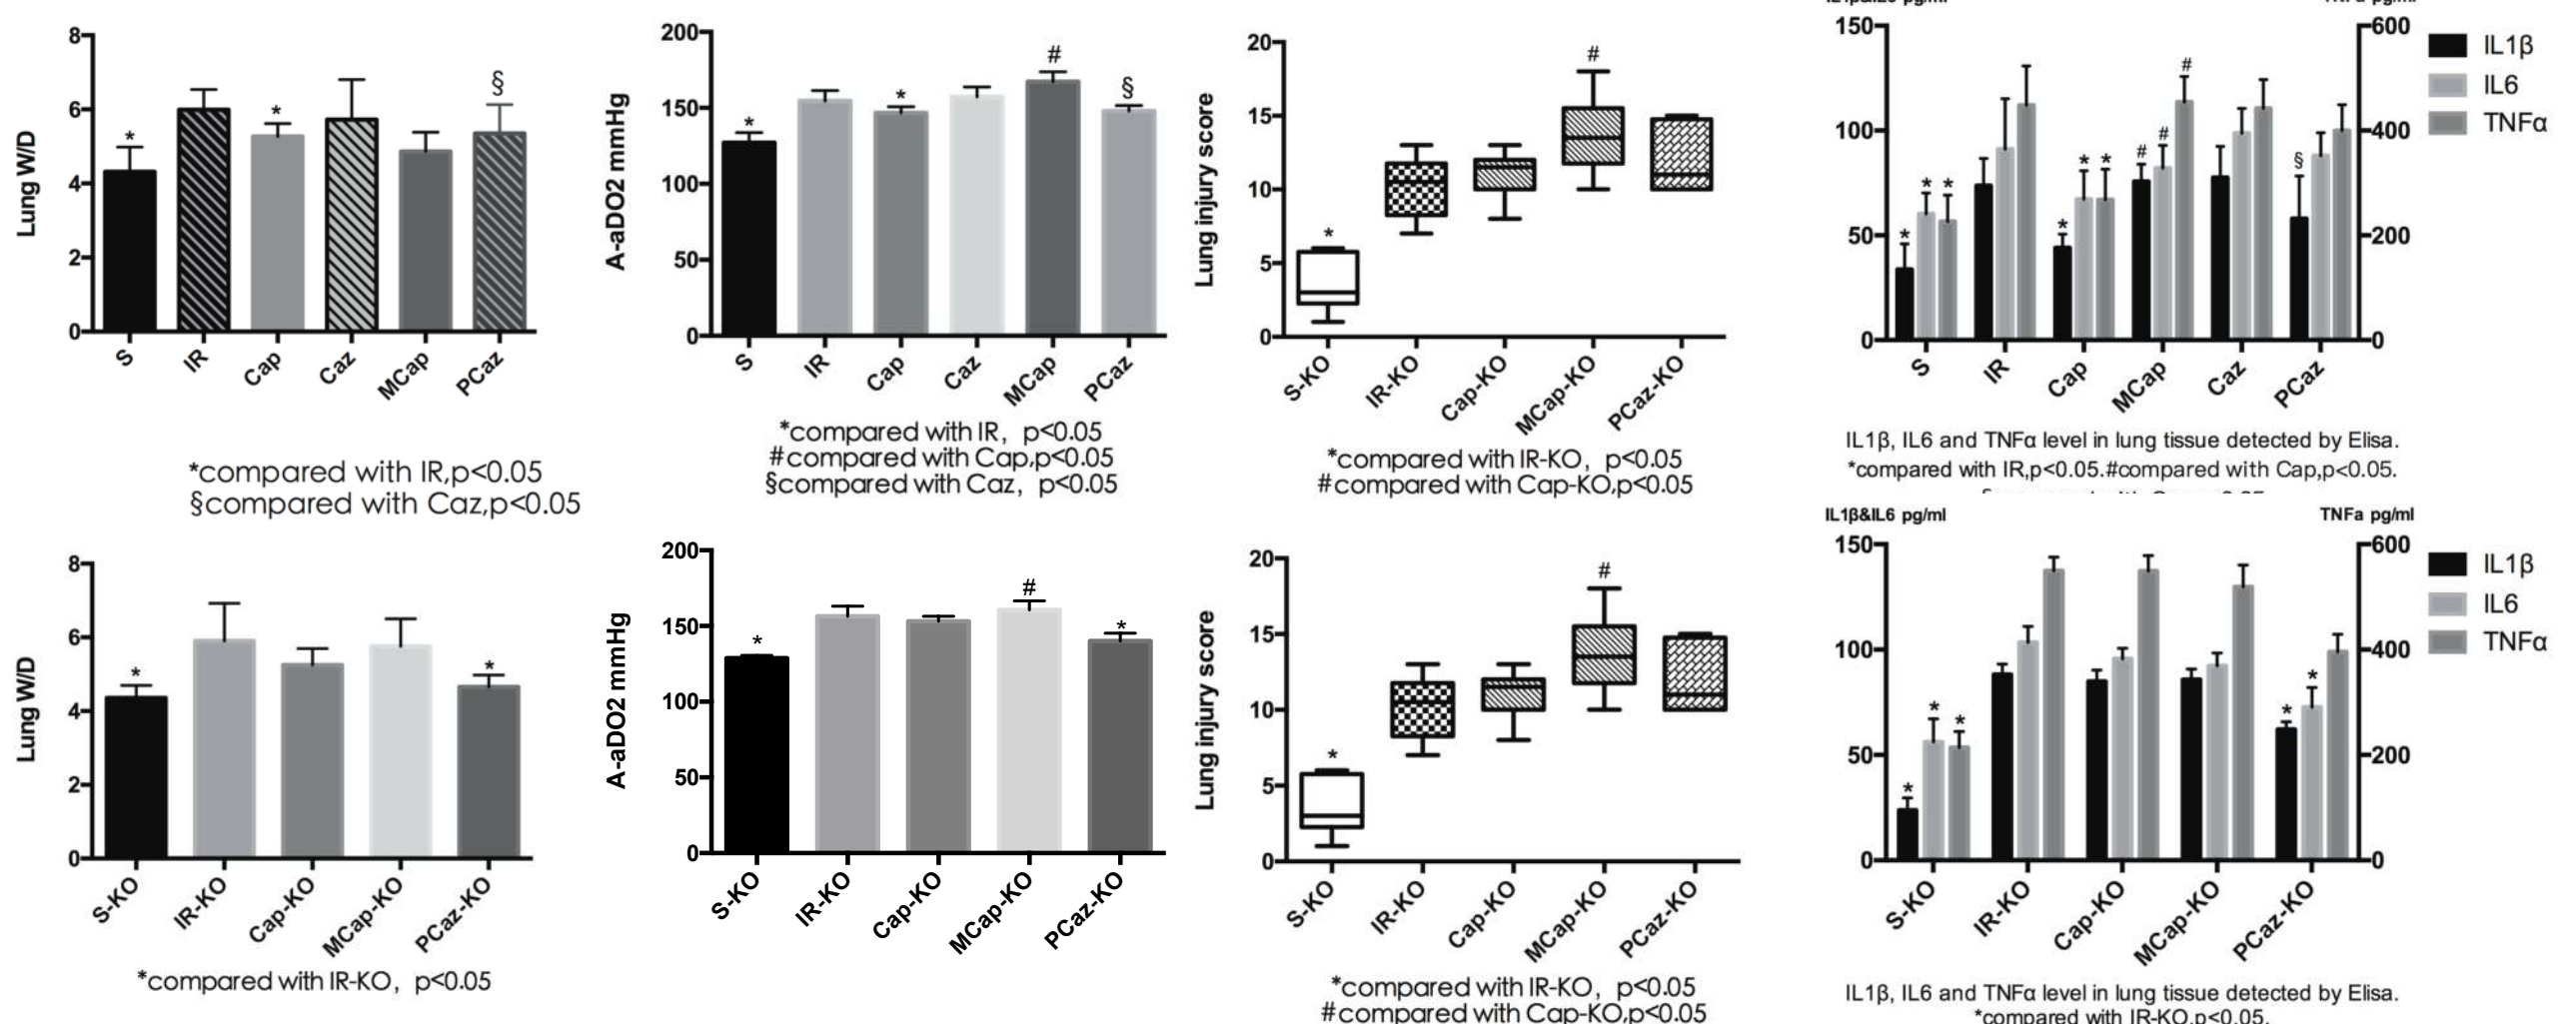 8
6
4
2
0
Lung W/D
*
*
§
S
IR
Cap
Caz
MCap
PCaz
*compared with IR,p<0.05
§compared with Caz,p<0.05
200
150
100
50
0
A-aDO2 mmHg
*
*
#
§
S
IR
Cap
Caz
MCap
PCaz
*compared with IR, p<0.05
#compared with Cap,p<0.05
§compared with Caz, p<0.05
20
15
10
5
0
Lung injury score
*
#
S-KO
IR-KO
Cap-KO
MCap-KO
PCaz-KO
*compared with IR-KO, p<0.05
#compared with Cap-KO,p<0.05
150
100
50
0
600
400
200
0
IL1β
IL6
TNFα
* * *
* * *
# # #
§
S
IR
Cap
MCap
Caz
PCaz
IL1β, IL6 and TNFα level in lung tissue detected by Elisa.
*compared with IR,p<0.05.#compared with Cap,p<0.05.
8
6
4
2
0
Lung W/D
*
*
S-KO
IR-KO
Cap-KO
MCap-KO
PCaz-KO
*compared with IR-KO, p<0.05
200
150
100
50
0
A-aDO2 mmHg
*
#
*
S-KO
IR-KO
Cap-KO
MCap-KO
PCaz-KO
20
15
10
5
0
Lung injury score
*
#
S-KO
IR-KO
Cap-KO
MCap-KO
PCaz-KO
*compared with IR-KO, p<0.05
#compared with Cap-KO,p<0.05
IL1β&IL6 pg/ml
TNFa pg/ml
150
100
50
0
600
400
200
0
IL1β
IL6
TNFα
* * *
* *
S-KO
IR-KO
Cap-KO
MCap-KO
PCaz-KO
IL1β, IL6 and TNFα level in lung tissue detected by Elisa.
*compared with IR-KO,p<0.05.